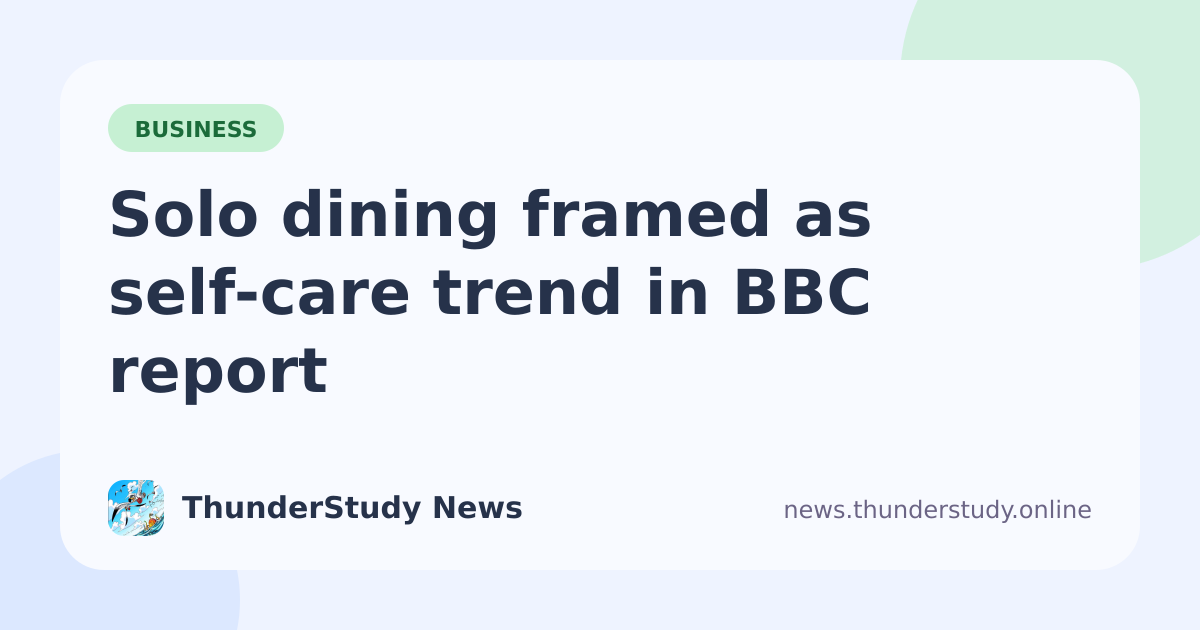 BUSINESS
Solo dining framed as
self-care trend in BBC
report
ThunderStudy News
news.thunderstudy.online